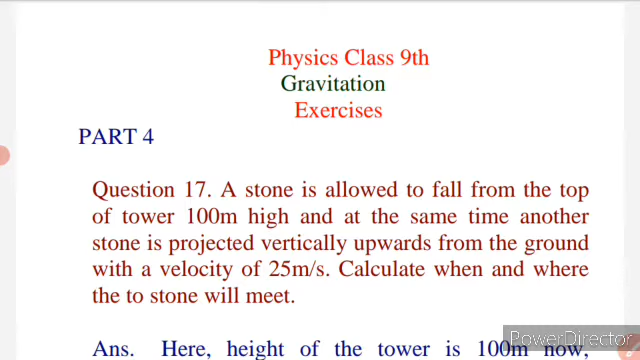 Physics Class 9th
Gravitation
Exercises
PART 4
Question 17. A stone is allowed to fall from the top
of tower 100m high and at the same time another
stone is projected vertically upwards from the ground
with a velocity of 25m/s. Calculate when and where
the to stone will meet.
PowerDirector
Ans. Here, height of the tower is 100m now,